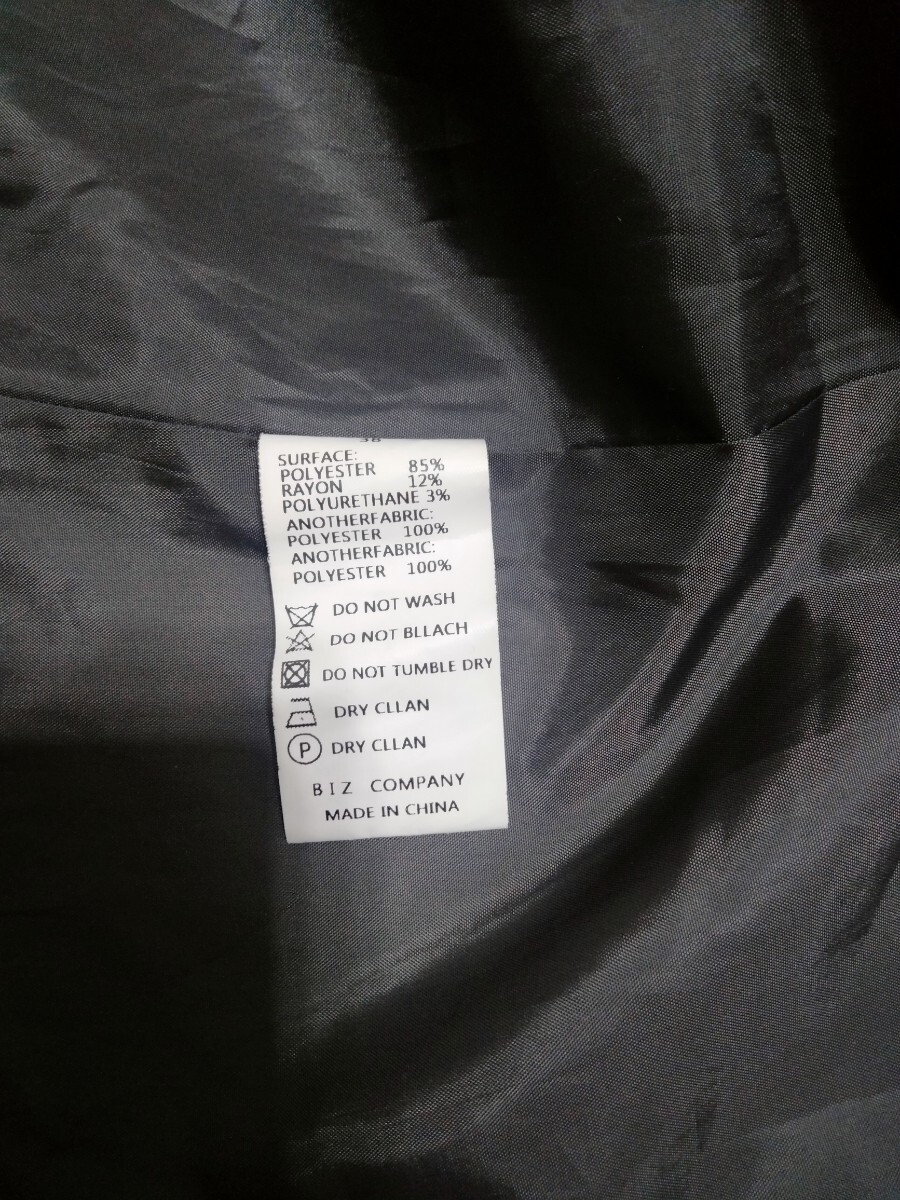 38
SURFACE:
POLYESTER 85%
RAYON 12%
POLYURETHANE 3%
ANOTHERFABRIC:
POLYESTER 100%
ANOTHERFABRIC:
POLYESTER 100%
DO NOT WASH
DO NOT BLLACH
DO NOT TUMBLE DRY
DRY CLLAN
P DRY CLLAN
BIZ COMPANY
MADE IN CHINA